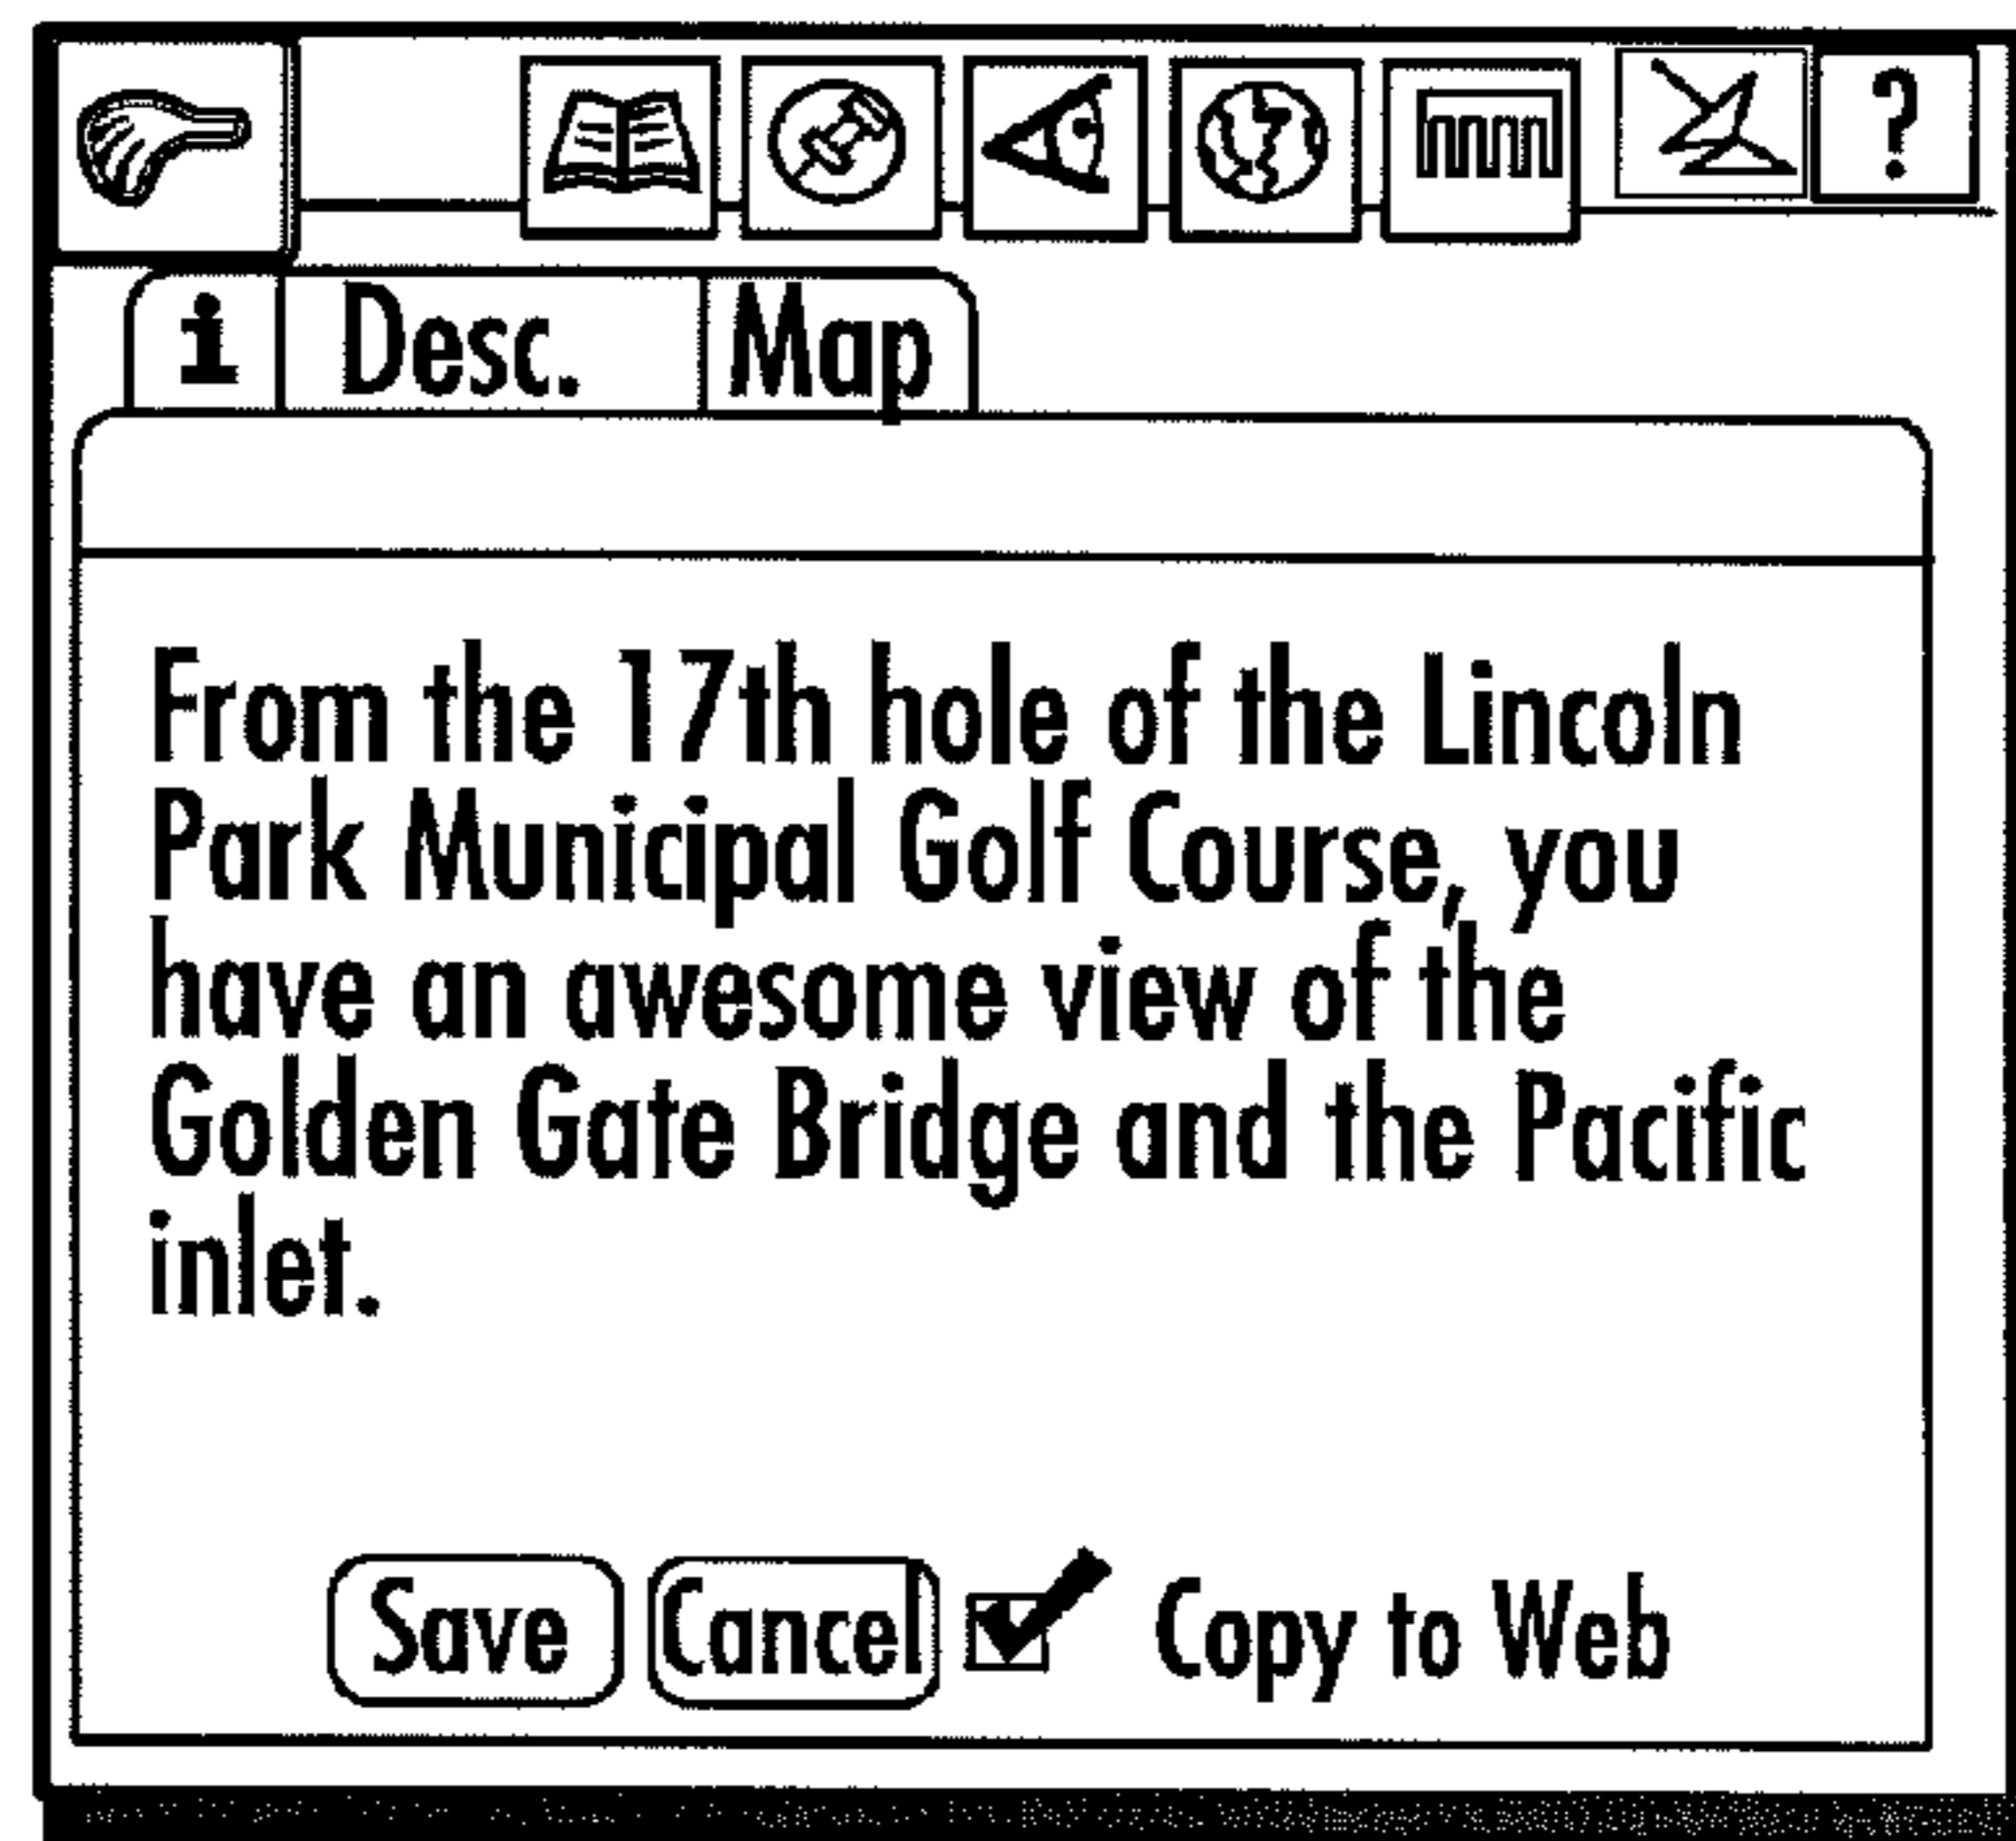 ?
i Desc. Map
From the 17th hole of the Lincoln
Park Municipal Golf Course, you
have an awesome view of the
Golden Gate Bridge and the Pacific
inlet.
Save Cancel Copy to Web